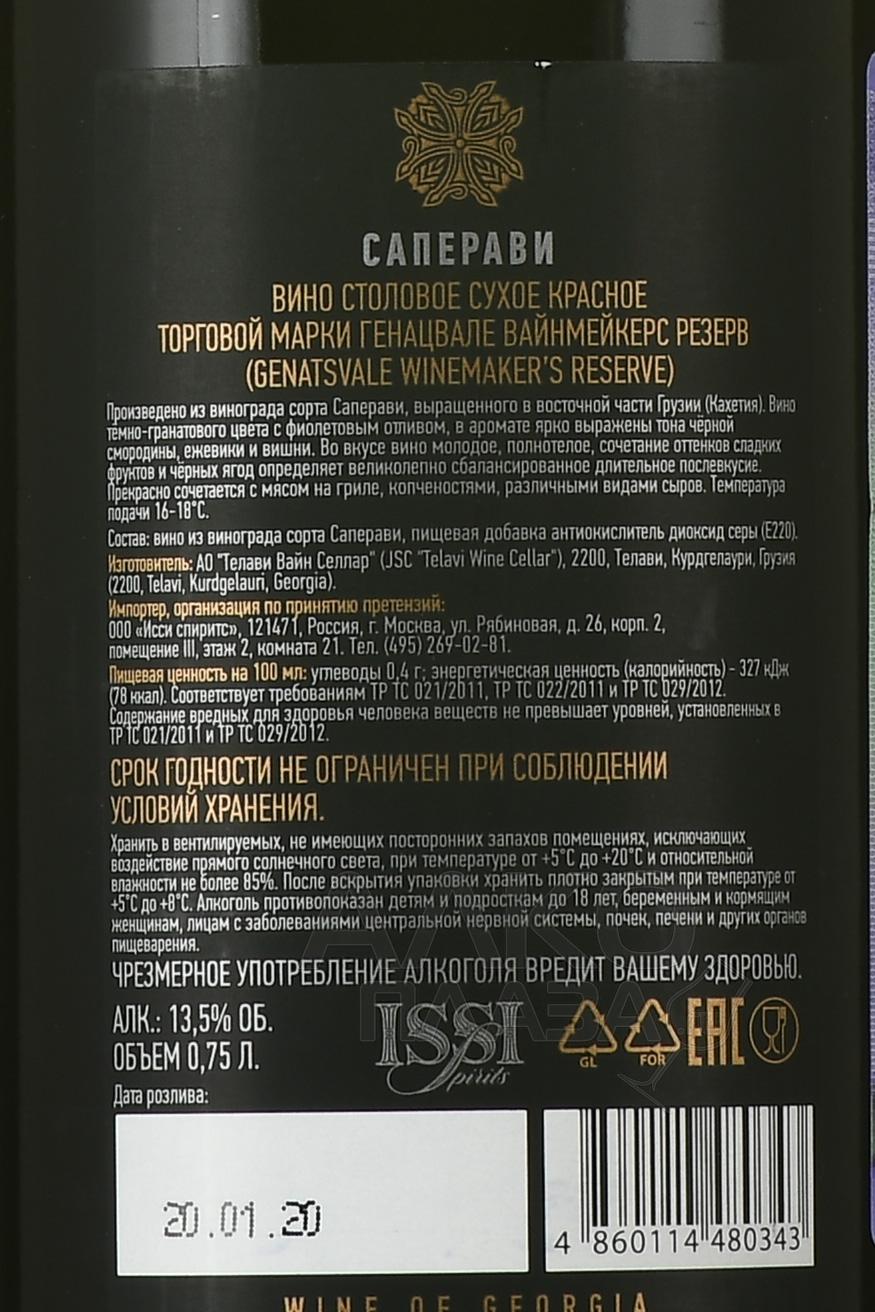 САПЕРАВИ
ВИНО СТОЛОВОЕ СУХОЕ КРАСНОЕ
ТОРГОВОЙ МАРКИ ГЕНАЦВАЛЕ ВАЙНМЕЙКЕРС РЕЗЕРВ
(GENATSVALE WINEMAKER'S RESERVE)
Произведено из винограда сорта Саперави, выращенного в восточной части Грузии (Кахетия). Вино
темно-гранатового цвета с фиолетовым отливом, в аромате ярко выражены тона чёрной
смородины, ежевики и вишни. Во вкусе вино молодое, полнотелое, сочетание оттенков сладких
фруктов и чёрных ягод определяет великолепно сбалансированное длительное послевкусие.
Прекрасно сочетается с мясом на гриле, копченостями, различными видами сыров. Температура
подачи 16-18°С.
Состав: вино из винограда сорта Саперави, пищевая добавка антиокислитель диоксид серы (Е220).
Изготовитель: АО "Телави Вайн Селлар" (JSC "Telavi Wine Cellar"), 2200, Телави, Курдгелаури, Грузия
(2200, Telavi, Kurdgelauri, Georgia).
Импортер, организация по принятию претензий:
ООО «Исси спиритс», 121471, Россия, г. Москва, ул. Рябиновая, д. 26, корп. 2,
помещение III, этаж 2, комната 21. Тел. (495) 269-02-81.
Пищевая ценность на 100 мл: углеводы 0,4 г; энергетическая ценность (калорийность) - 327 кДж
(78 ккал). Соответствует требованиям ТР ТС 021/2011, ТР ТС 022/2011 и ТР ТС 029/2012.
Содержание вредных для здоровья человека веществ не превышает уровней, установленных в
ТР ТС 021/2011 и ТР ТС 029/2012.
СРОК ГОДНОСТИ НЕ ОГРАНИЧЕН ПРИ СОБЛЮДЕНИИ
УСЛОВИЙ ХРАНЕНИЯ.
Хранить в вентилируемых, не имеющих посторонних запахов помещениях, исключающих
воздействие прямого солнечного света, при температуре от +5°С до +20°С и относительной
влажности не более 85%. После вскрытия упаковки хранить плотно закрытым при температуре от
+5°С до +8°С. Алкоголь противопоказан детям и подросткам до 18 лет, беременным и кормящим
женщинам, лицам с заболеваниями центральной нервной системы, почек, печени и других органов
пищеварения.
ЧРЕЗМЕРНОЕ УПОТРЕБЛЕНИЕ АЛКОГОЛЯ ВРЕДИТ ВАШЕМУ ЗДОРОВЬЮ.
АЛКО
ПЛАЗА
АЛК.: 13,5% ОБ.
ОБЪЕМ 0,75 Л.
ISSI
Spirits
GL
FOR
EAC
Дата розлива:
20.01.20
4 860114 480343
WINE OF GEORGIA